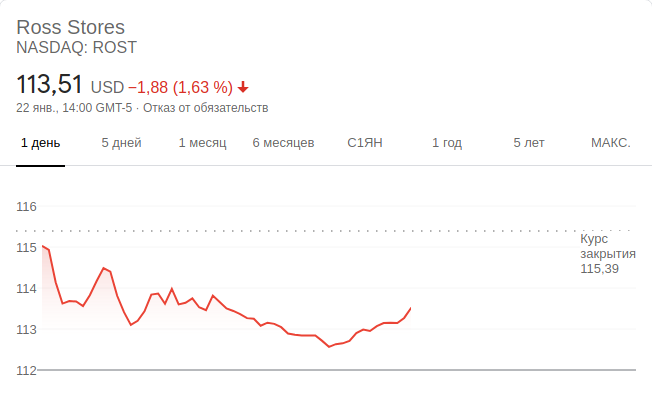 Ross Stores
NASDAQ: ROST
113,51 USD −1,88 (1,63 %)
22 янв., 14:00 GMT-5 · Отказ от обязательств
1 день 5 дней 1 месяц 6 месяцев С1ЯН 1 год 5 лет МАКС.
116
115
114
113
112
Курс
закрытия
115,39